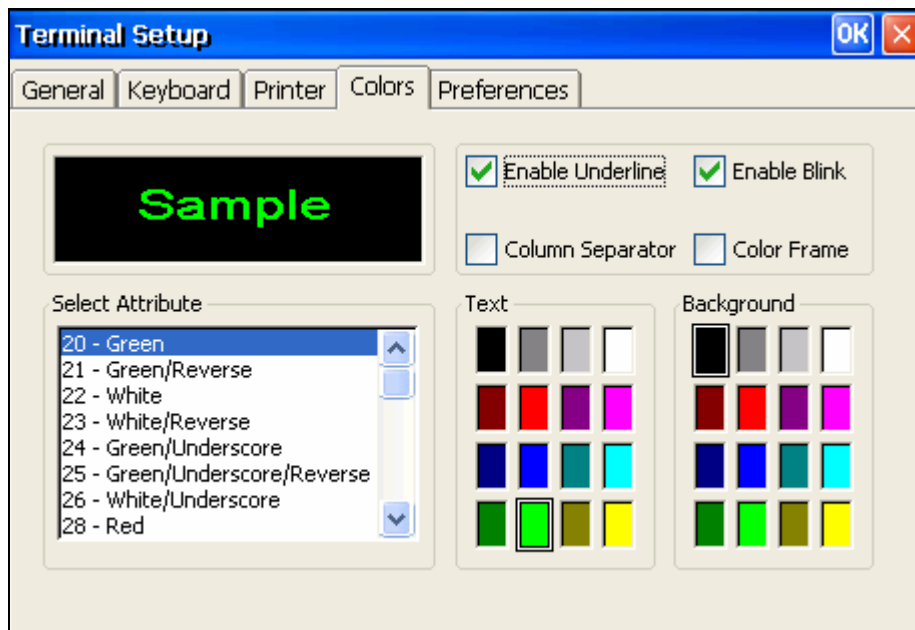 Terminal Setup OK
General Keyboard Printer Colors Preferences
Sample
Enable Underline Enable Blink
Column Separator Color Frame
Select Attribute
20 - Green
21 - Green/Reverse
22 - White
23 - White/Reverse
24 - Green/Underscore
25 - Green/Underscore/Reverse
26 - White/Underscore
28 - Red
Text
Background